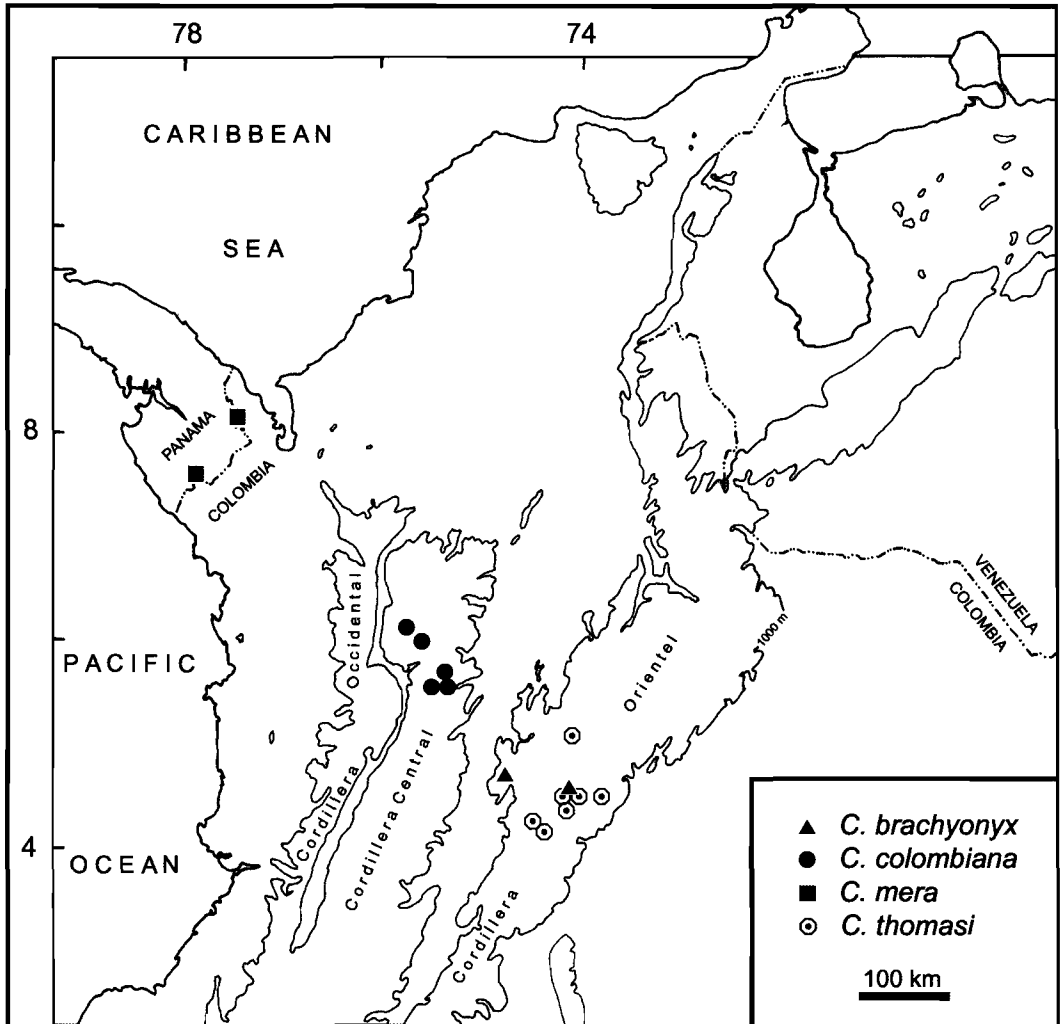 78 74
CARIBBEAN
SEA
8
PANAMA
COLOMBIA
VENEZUELA
COLOMBIA
1000 m
Occidental
Orientel
PACIFIC
Cordillera
Cordillera Central
4
OCEAN
Cordillera
C. brachyonyx
C. colombiana
C. mera
C. thomasi
100 km